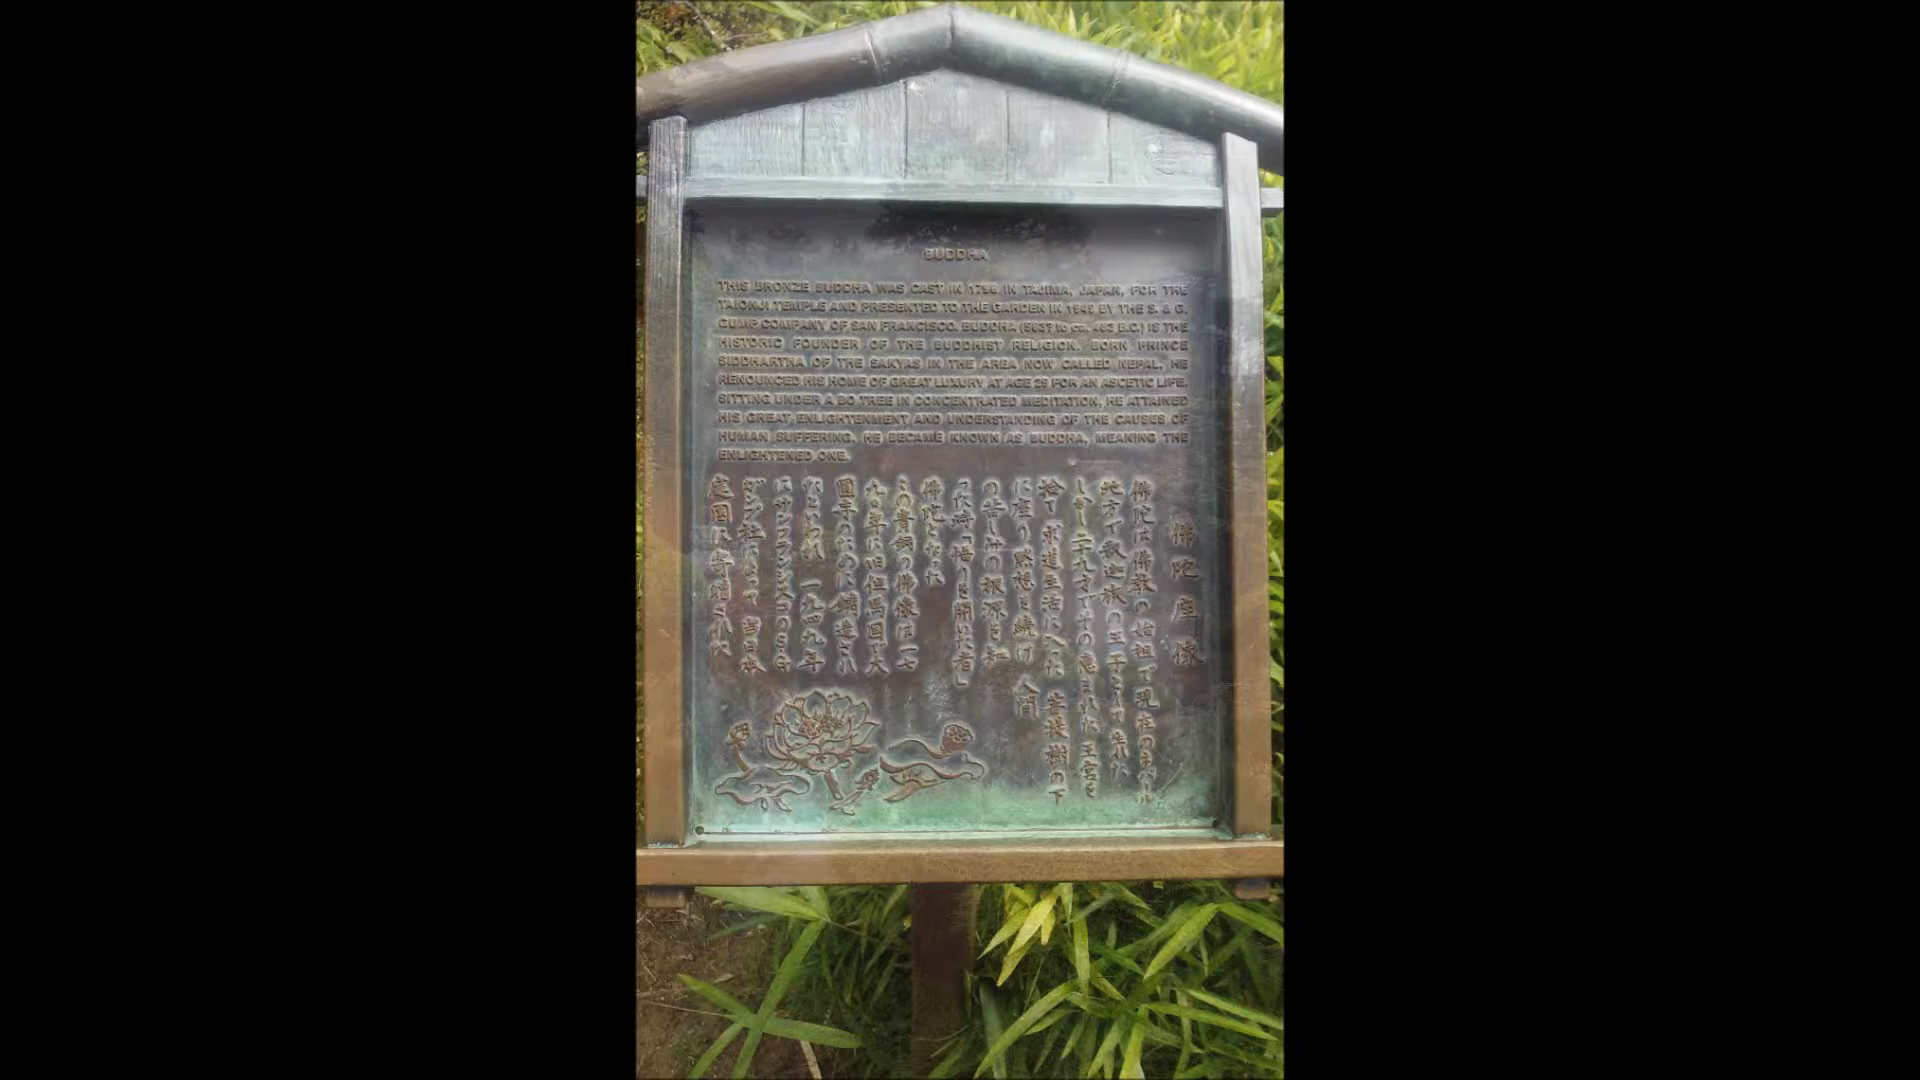 BUDDHA
THIS BRONZE BUDDHA WAS CAST IN 1790 IN TAJIMA, JAPAN, FOR THE
TAIONJI TEMPLE AND PRESENTED TO THE GARDEN IN 1949 BY THE S. & G.
GUMP COMPANY OF SAN FRANCISCO. BUDDHA (563? to ca. 483 B.C.) IS THE
HISTORIC FOUNDER OF THE BUDDHIST RELIGION. BORN PRINCE
SIDDHARTHA OF THE SAKYAS IN THE AREA NOW CALLED NEPAL, HE
RENOUNCED HIS HOME OF GREAT LUXURY AT AGE 29 FOR AN ASCETIC LIFE.
SITTING UNDER A BO TREE IN CONCENTRATED MEDITATION, HE ATTAINED
HIS GREAT ENLIGHTENMENT AND UNDERSTANDING OF THE CAUSES OF
HUMAN SUFFERING. HE BECAME KNOWN AS BUDDHA, MEANING THE
ENLIGHTENED ONE.
佛陀座像
佛陀は佛教の始祖で現在のネパール
地方で釈迦族の王子として生れた
しかし二十九才でその恵まれた王宮を
捨て 求道生活に入った 菩提樹の下
に座り黙想を続け 人間
の苦しみの根源を知
った時「悟りを開いた者」
佛陀となった
この青銅の佛像は一七
九〇年に旧但馬国で大
圓寺のために鋳造され
たといわれ 一九四九年
にサンフランシスコのS·G
ガンプ社によって 当日本
庭園に寄贈された